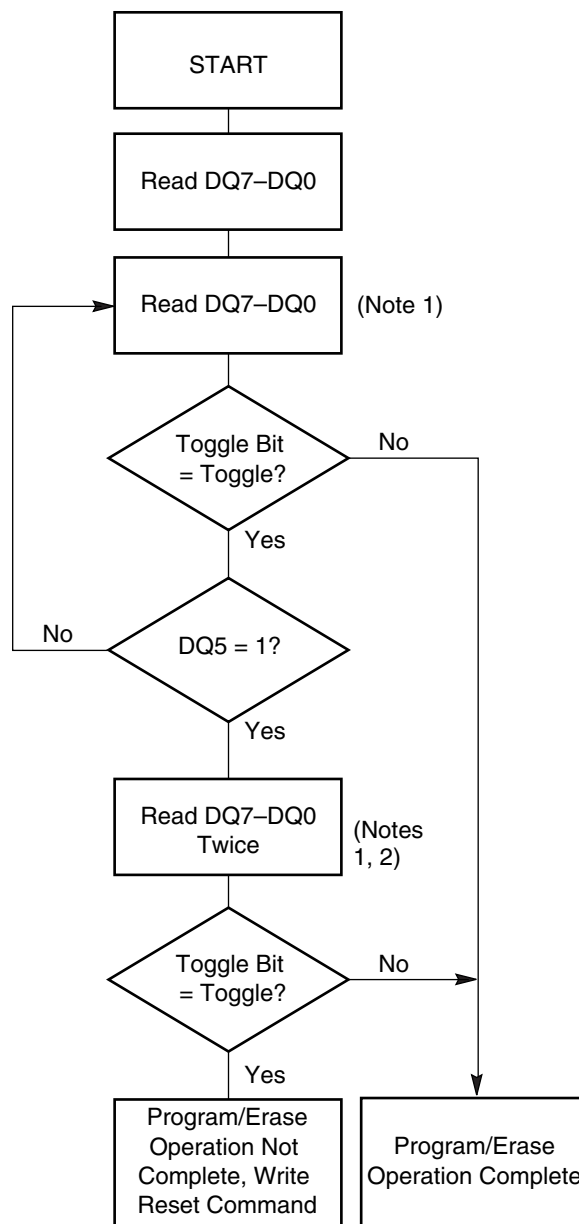 START
Read DQ7–DQ0
Read DQ7–DQ0
(Note 1)
Toggle Bit
= Toggle?
No
Yes
No
DQ5 = 1?
Yes
Read DQ7–DQ0
Twice
(Notes
1, 2)
Toggle Bit
= Toggle?
No
Yes
Program/Erase
Operation Not
Complete, Write
Reset Command
Program/Erase
Operation Complete